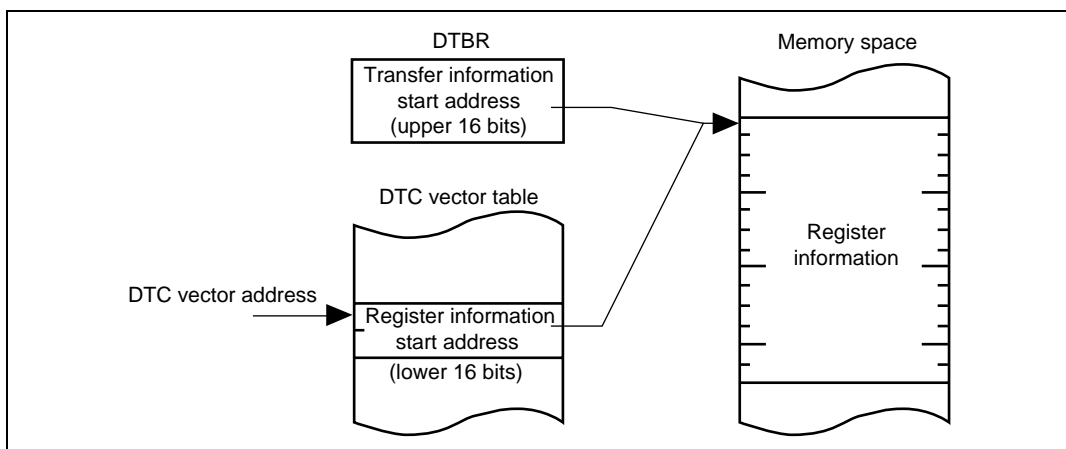 DTBR
Transfer information
start address
(upper 16 bits)
Memory space
DTC vector table
DTC vector address
Register information
start address
(lower 16 bits)
Register
information